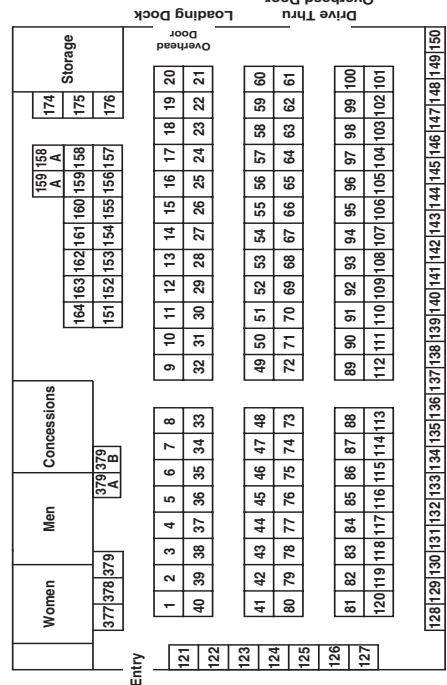 Women Men Concessions Storage
174
175
176
159 A 158 A
164 163 162 161 160 159 158
151 152 153 154 155 156 157
377 378 379 379 A 379 B
Entry
Overhead Door
Loading Dock
1 2 3 4 5 6 7 8 9 10 11 12 13 14 15 16 17 18 19 20
40 39 38 37 36 35 34 33 32 31 30 29 28 27 26 25 24 23 22 21
121
122
123
124
125
126
127
41 42 43 44 45 46 47 48 49 50 51 52 53 54 55 56 57 58 59 60
80 79 78 77 76 75 74 73 72 71 70 69 68 67 66 65 64 63 62 61
Drive Thru
Overhead Door
81 82 83 84 85 86 87 88 89 90 91 92 93 94 95 96 97 98 99 100
120 119 118 117 116 115 114 113 112 111 110 109 108 107 106 105 104 103 102 101
128 129 130 131 132 133 134 135 136 137 138 139 140 141 142 143 144 145 146 147 148 149 150